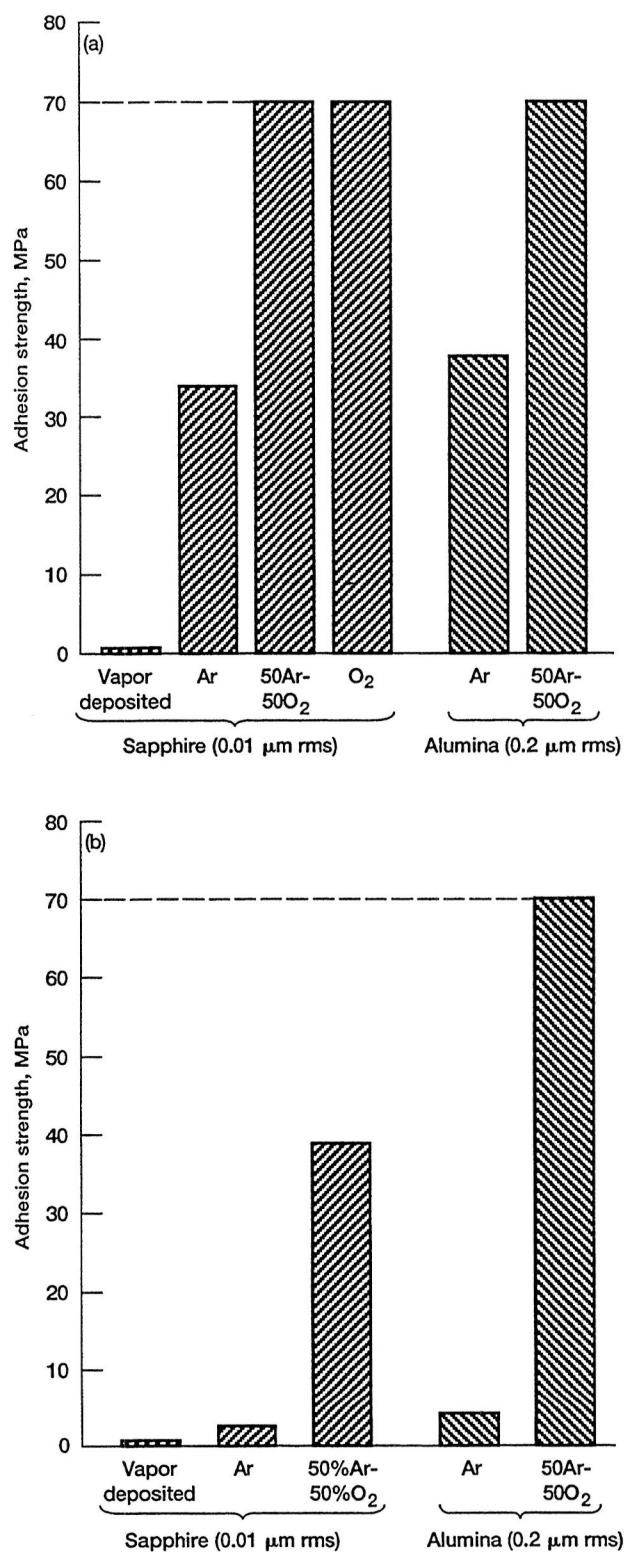 (a)
Adhesion strength, MPa
80
70
60
50
40
30
20
10
0
Vapor
deposited
Ar
50Ar-
50O₂
O₂
Ar
50Ar-
50O₂
Sapphire (0.01 μm rms)
Alumina (0.2 μm rms)
(b)
Adhesion strength, MPa
80
70
60
50
40
30
20
10
0
Vapor
deposited
Ar
50%Ar-
50%O₂
Ar
50Ar-
50O₂
Sapphire (0.01 μm rms)
Alumina (0.2 μm rms)